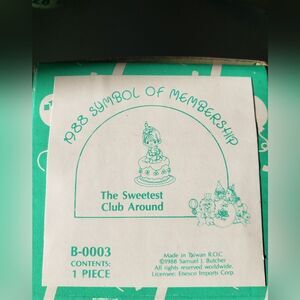 1988 SYMBOL OF MEMBERSHIP
The Sweetest
Club Around
B-0003
CONTENTS:
1 PIECE
Made in Taiwan R.O.C
©1988 Samuel J. Butcher
All rights reserved worldwide.
Licensee: Enesco Imports Corp.